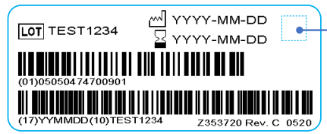 LOT TEST1234
YYYY-MM-DD
YYYY-MM-DD
(01)05050474700901
(17)YYMMDD(10)TEST1234
Z353720 Rev. C 0520